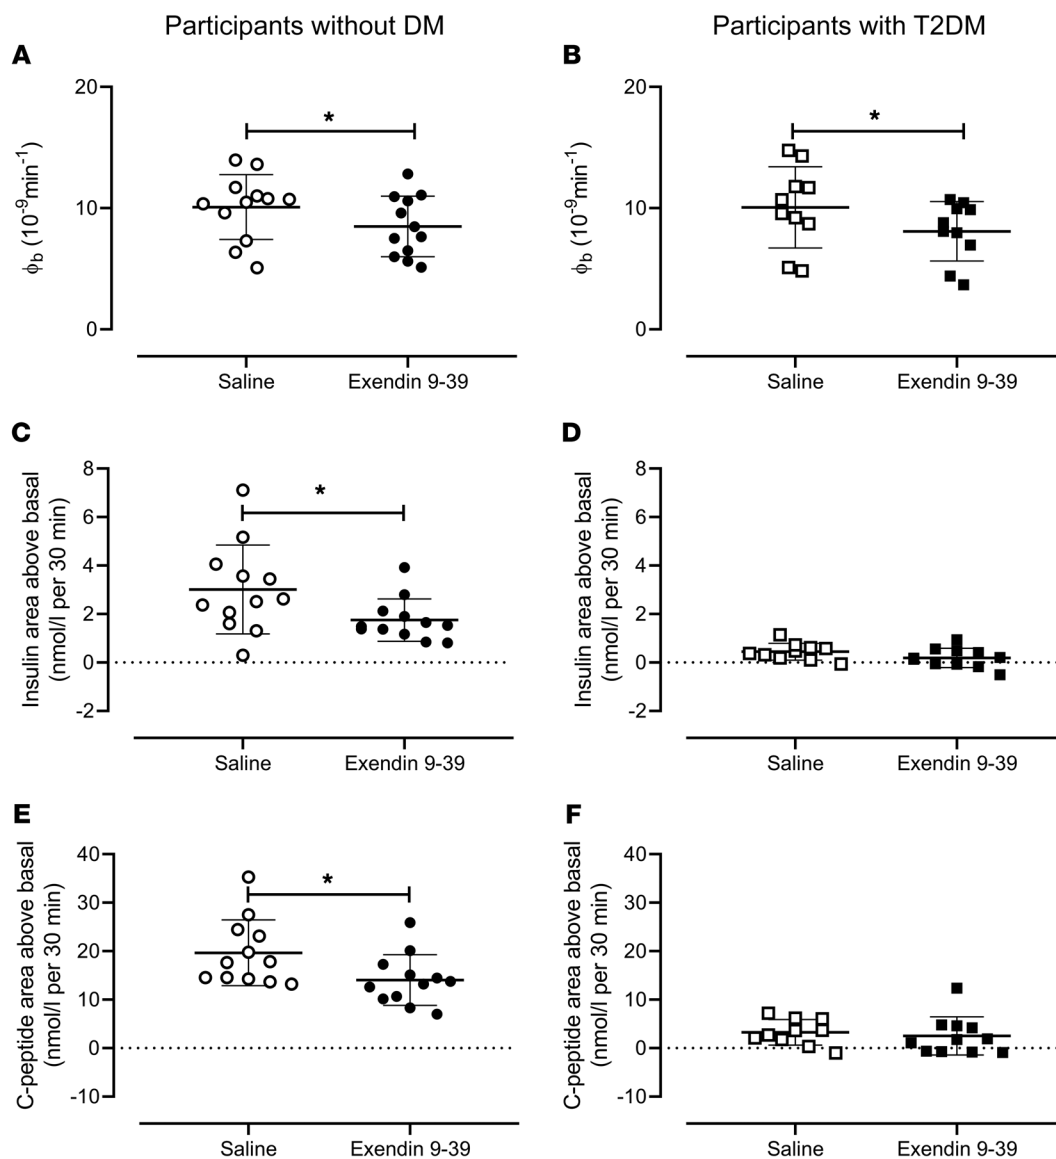 Participants without DM
Participants with T2DM
A
B
20
10
0
ϕb (10-9min-1)
*
Saline
Exendin 9-39
20
10
0
ϕb (10-9min-1)
*
Saline
Exendin 9-39
C
D
8
6
4
2
0
-2
Insulin area above basal
(nmol/l per 30 min)
*
Saline
Exendin 9-39
8
6
4
2
0
-2
Insulin area above basal
(nmol/l per 30 min)
Saline
Exendin 9-39
E
F
40
30
20
10
0
-10
C-peptide area above basal
(nmol/l per 30 min)
*
Saline
Exendin 9-39
40
30
20
10
0
-10
C-peptide area above basal
(nmol/l per 30 min)
Saline
Exendin 9-39